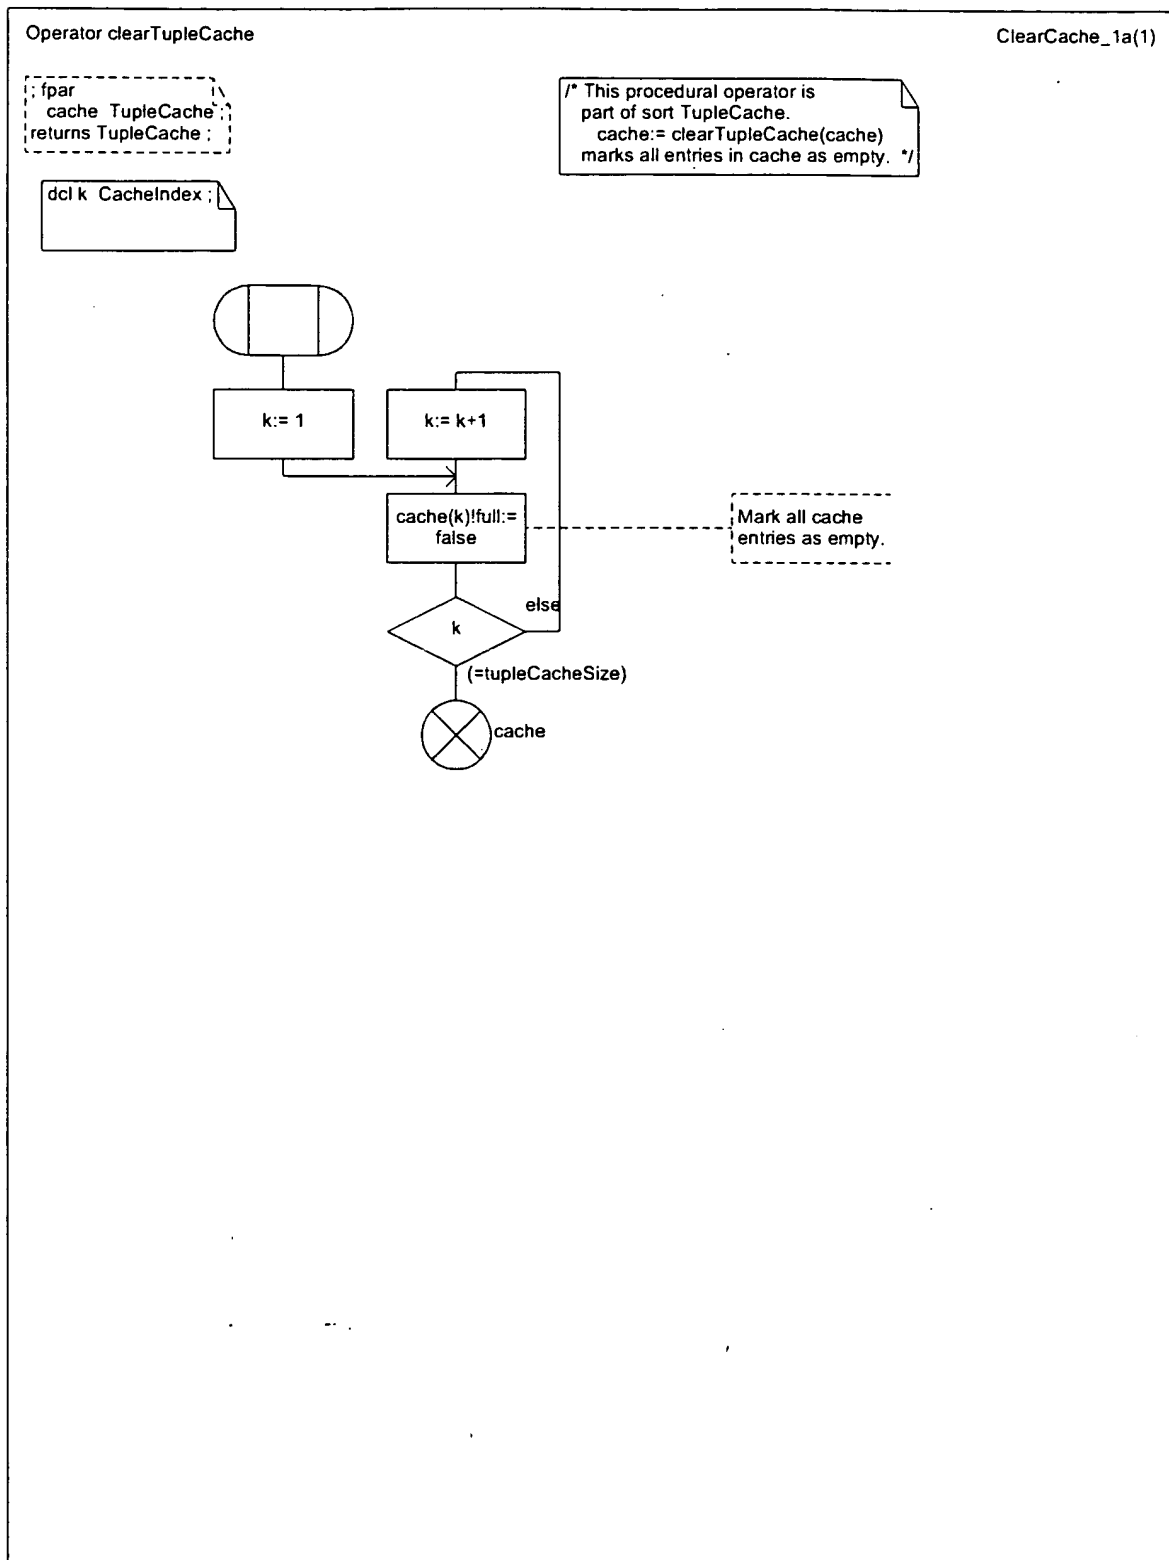 Operator clearTupleCache
ClearCache_1a(1)
; fpar
cache TupleCache ;
returns TupleCache ;
/* This procedural operator is
part of sort TupleCache.
cache:= clearTupleCache(cache)
marks all entries in cache as empty. */
dcl k CacheIndex ;
k:= 1
k:= k+1
cache(k)!full:=
false
Mark all cache
entries as empty.
else
k
(=tupleCacheSize)
cache